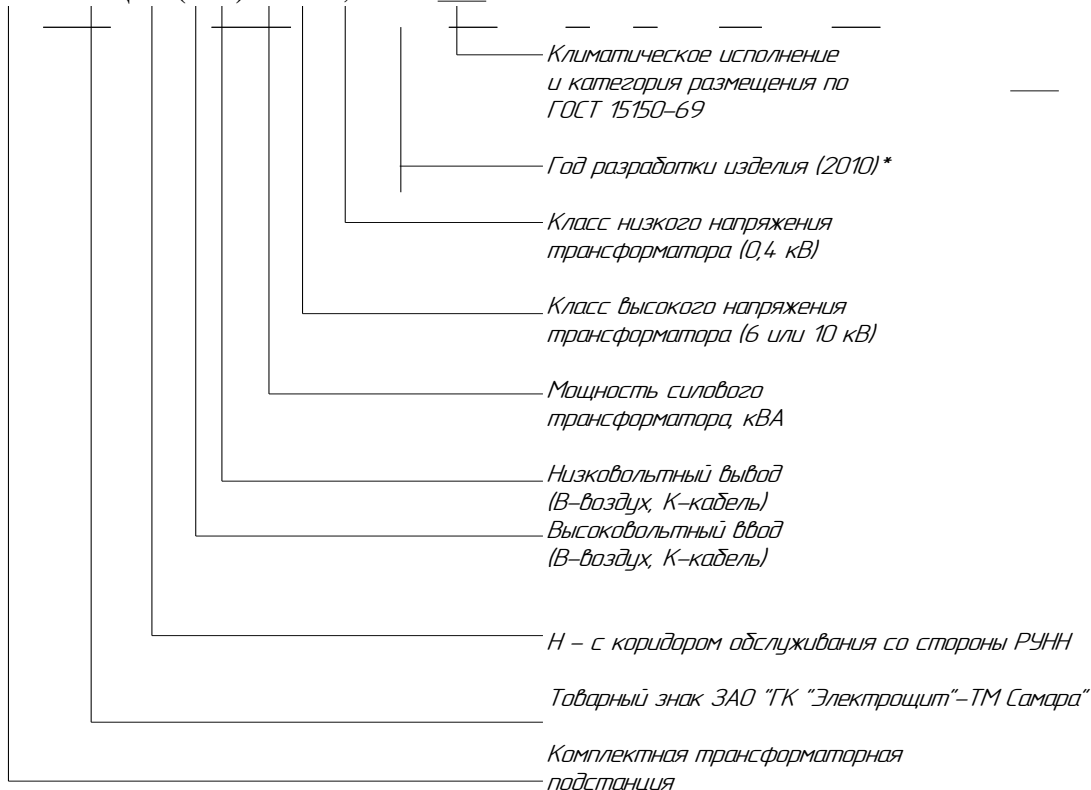 Климатическое исполнение
и категория размещения по
ГОСТ 15150–69
Год разработки изделия (2010)*
Класс низкого напряжения
трансформатора (0,4 кВ)
Класс высокого напряжения
трансформатора (6 или 10 кВ)
Мощность силового
трансформатора, кВА
Низковольтный вывод
(В–воздух, К–кабель)
Высоковольтный ввод
(В–воздух, К–кабель)
Н – с коридором обслуживания со стороны РУНН
Товарный знак ЗАО "ГК "Электрощит"–ТМ Самара"
Комплектная трансформаторная
подстанция